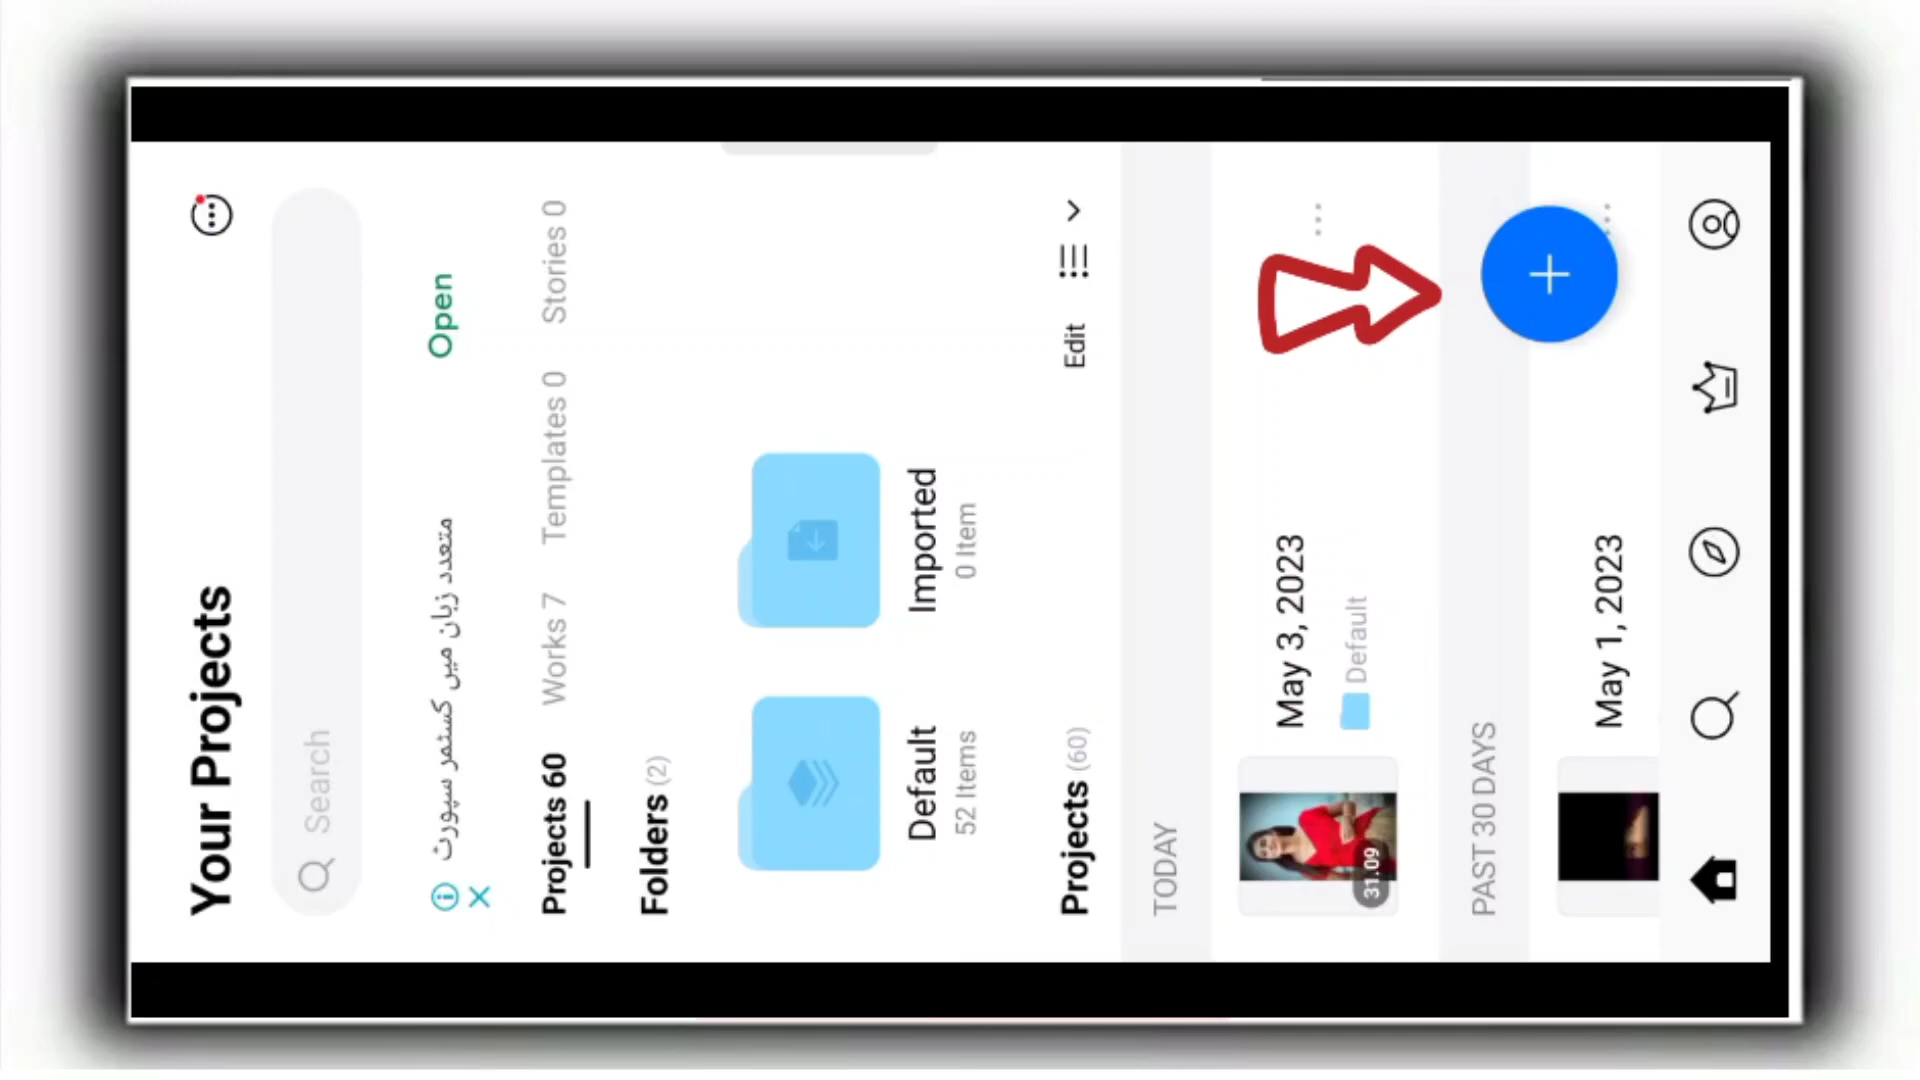 Your Projects
Search
متعدد زبان میں کسٹمر سپورٹ
Open
Projects 60 Works 7 Templates 0 Stories 0
Folders (2)
Default
52 Items
Imported
0 Item
Projects (60)
Edit
TODAY
May 3, 2023
Default
31.09
PAST 30 DAYS
May 1, 2023